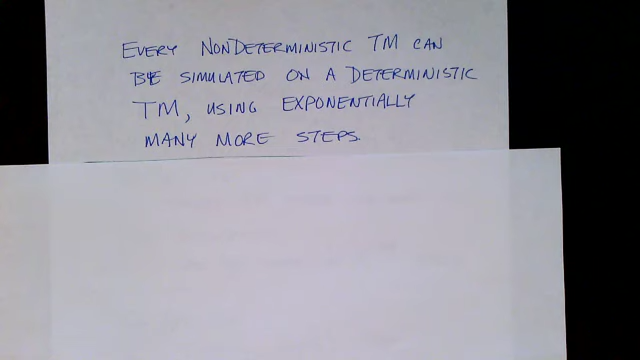 EVERY NONDETERMINISTIC TM CAN
BE SIMULATED ON A DETERMINISTIC
TM, USING EXPONENTIALLY
MANY MORE STEPS.